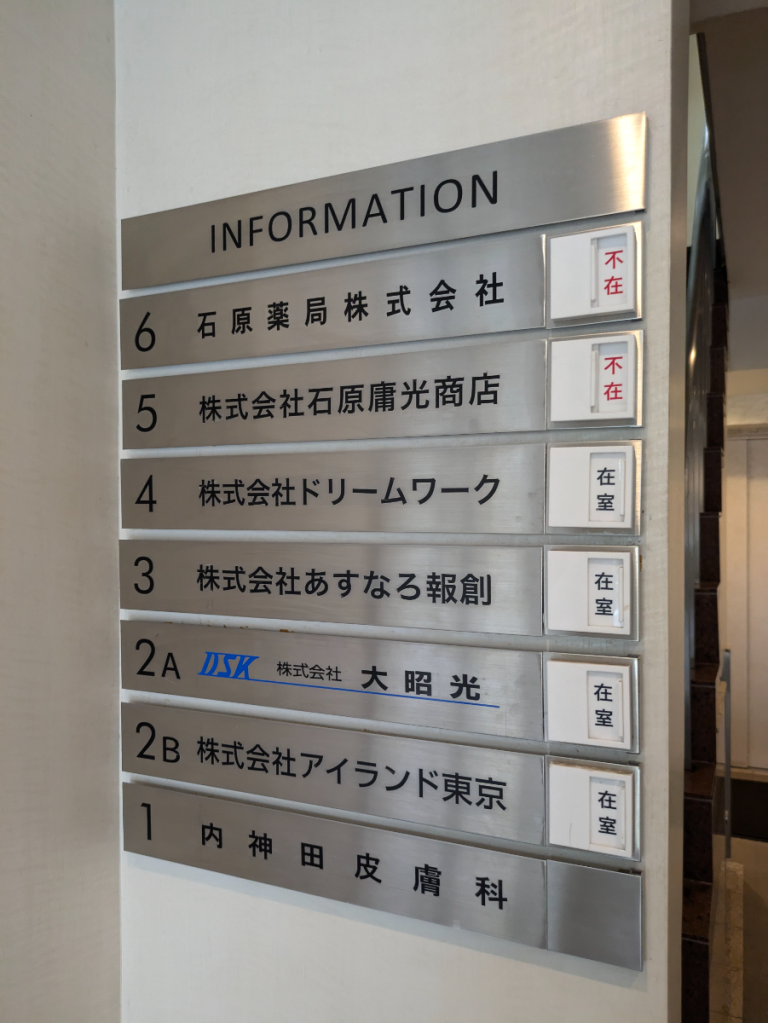 INFORMATION
6 石原薬局株式会社 不在
5 株式会社石原庸光商店 不在
4 株式会社ドリームワーク 在室
3 株式会社あすなろ報創 在室
2A DSK 株式会社 大昭光 在室
2B 株式会社アイランド東京 在室
1 内神田皮膚科